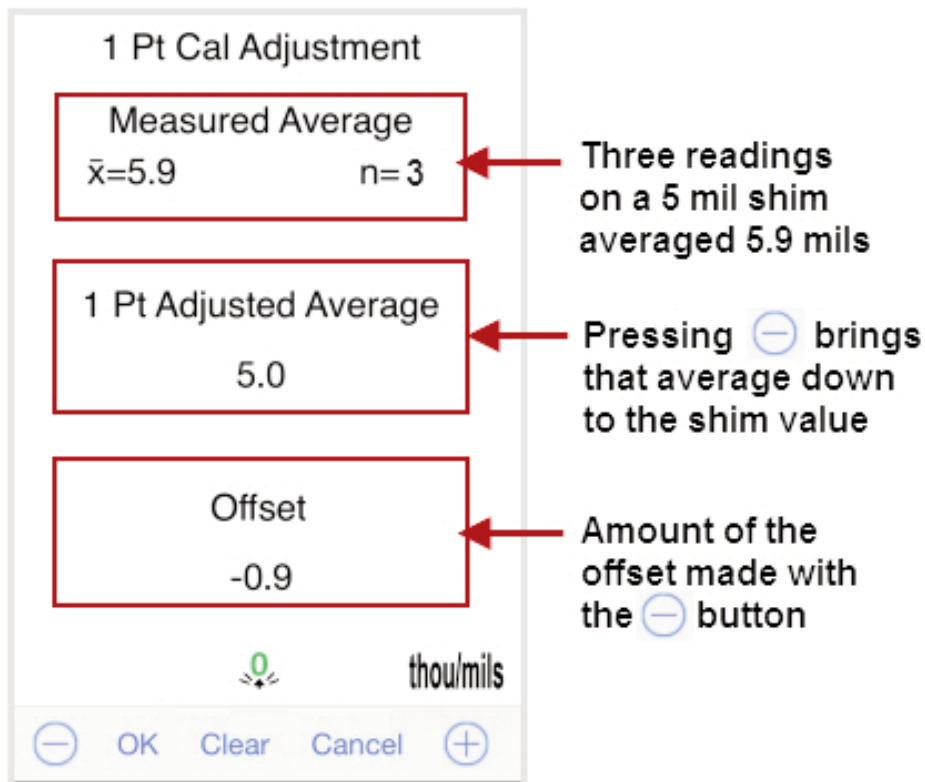 1 Pt Cal Adjustment
Measured Average
x̄=5.9 n= 3
Three readings
on a 5 mil shim
averaged 5.9 mils
1 Pt Adjusted Average
5.0
Pressing ⊖ brings
that average down
to the shim value
Offset
-0.9
Amount of the
offset made with
the ⊖ button
0
thou/mils
⊖ OK Clear Cancel ⊕